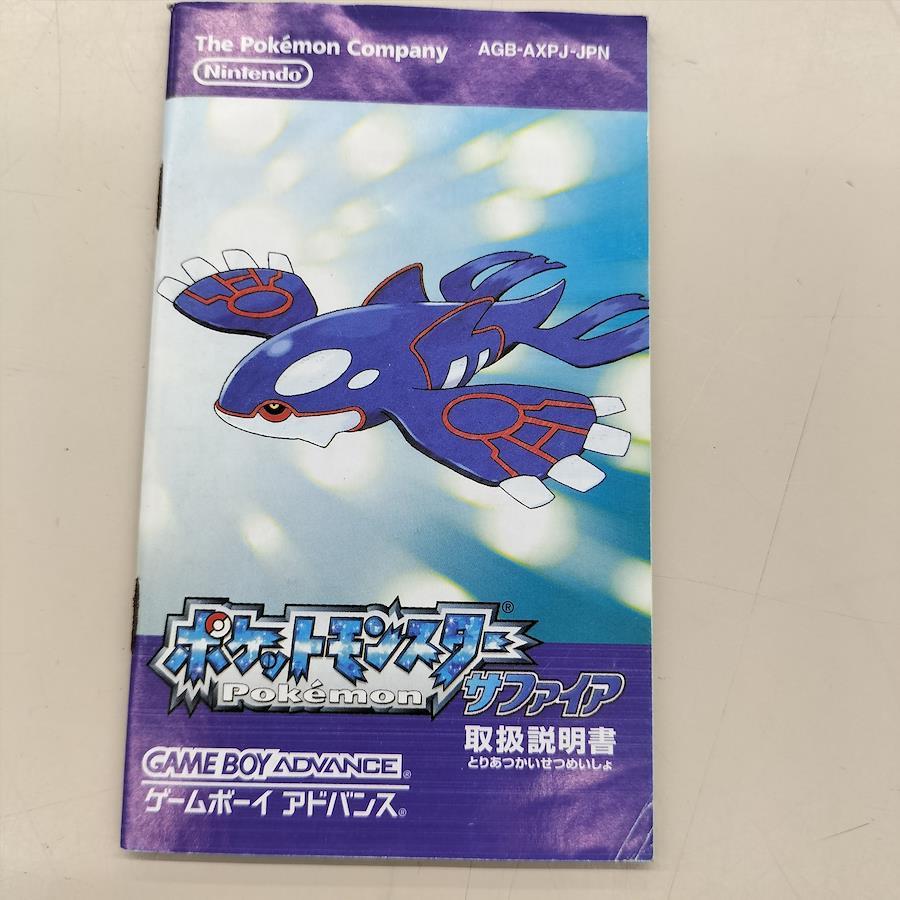 The Pokémon Company
AGB-AXPJ-JPN
Nintendo
ポケットモンスター®
Pokémon
サファイア
取扱説明書
とりあつかいせつめいしょ
GAME BOY ADVANCE®
ゲームボーイ アドバンス®